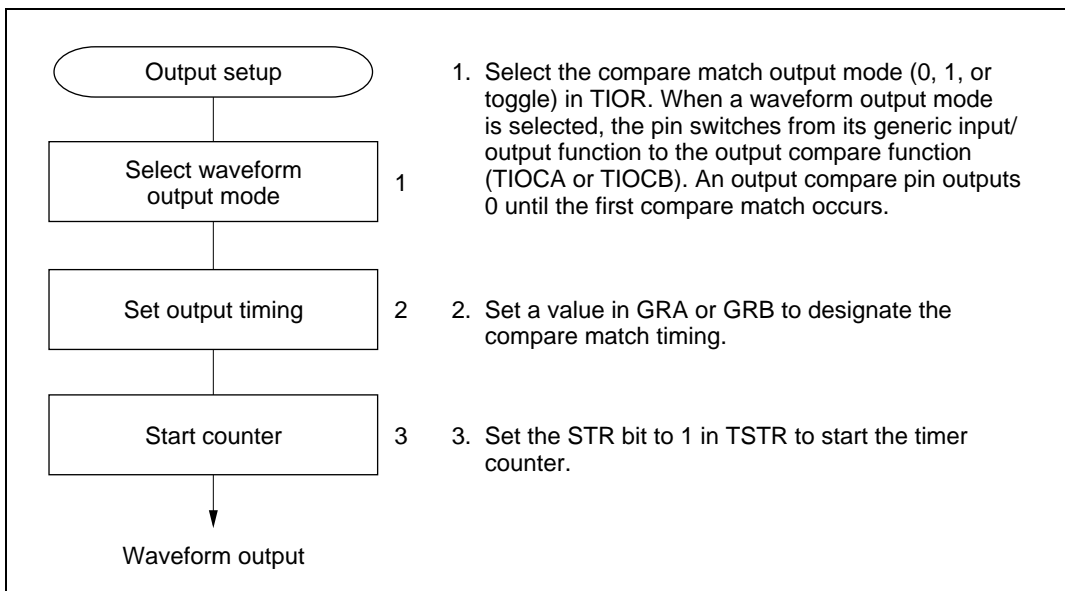 Output setup
Select waveform
output mode
1
1. Select the compare match output mode (0, 1, or
toggle) in TIOR. When a waveform output mode
is selected, the pin switches from its generic input/
output function to the output compare function
(TIOCA or TIOCB). An output compare pin outputs
0 until the first compare match occurs.
Set output timing
2
2. Set a value in GRA or GRB to designate the
compare match timing.
Start counter
3
3. Set the STR bit to 1 in TSTR to start the timer
counter.
Waveform output